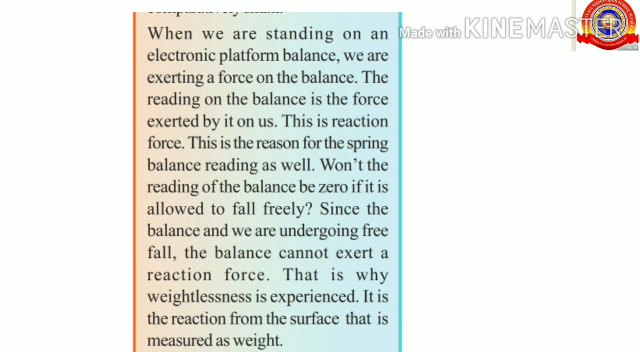 When we are standing on an
electronic platform balance, we are
exerting a force on the balance. The
reading on the balance is the force
exerted by it on us. This is reaction
force. This is the reason for the spring
balance reading as well. Won't the
reading of the balance be zero if it is
allowed to fall freely? Since the
balance and we are undergoing free
fall, the balance cannot exert a
reaction force. That is why
weightlessness is experienced. It is
the reaction from the surface that is
measured as weight.
Made with KINEMASTER